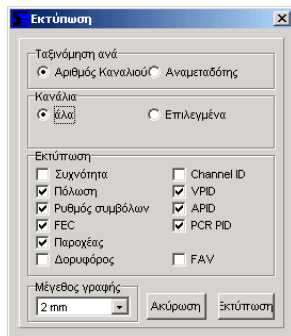 Εκτύπωση
Ταξινόμηση ανά
Αριθμός Καναλιού Αναμεταδότης
Κανάλια
άλα Επιλεγμένα
Εκτύπωση
Συχνότητα Channel ID
Πόλωση VPID
Ρυθμός συμβόλων APID
FEC PCR PID
Παροχέας
Δορυφόρος FAV
Μέγεθος γραφής
2 mm Ακύρωση Εκτύπωση